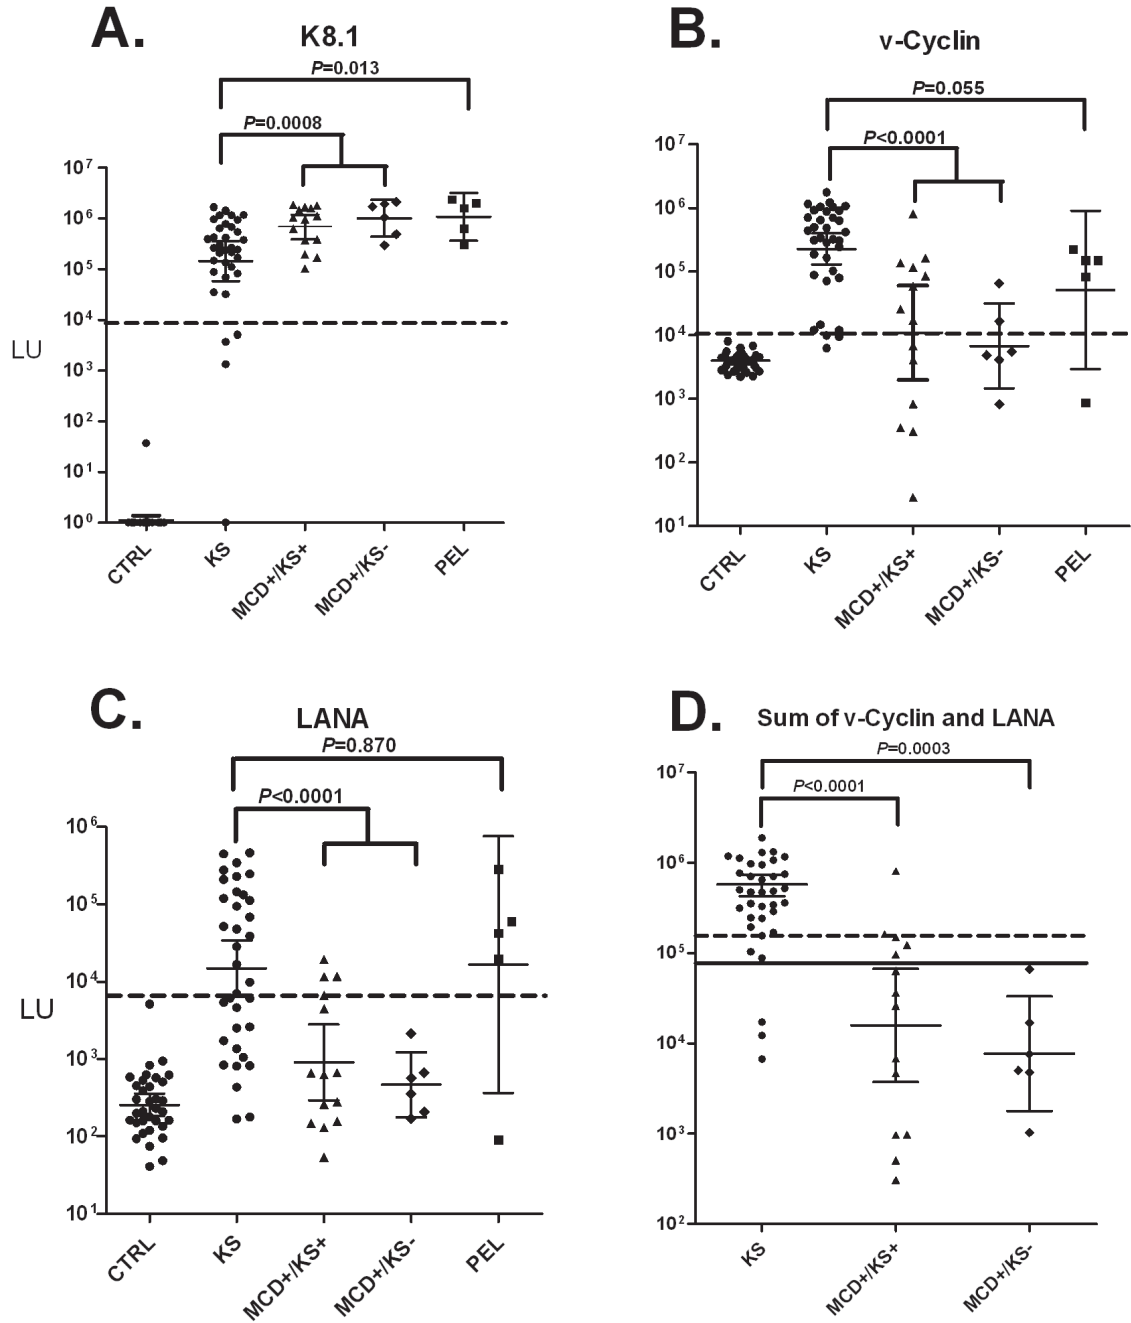 A.
K8.1
P=0.013
P=0.0008
10^7
10^6
10^5
10^4
10^3
10^2
10^1
10^0
LU
CTRL
KS
MCD+/KS+
MCD+/KS-
PEL
B.
v-Cyclin
P=0.055
P<0.0001
10^7
10^6
10^5
10^4
10^3
10^2
10^1
CTRL
KS
MCD+/KS+
MCD+/KS-
PEL
C.
LANA
P=0.870
P<0.0001
10^6
10^5
10^4
10^3
10^2
10^1
LU
CTRL
KS
MCD+/KS+
MCD+/KS-
PEL
D.
Sum of v-Cyclin and LANA
P=0.0003
P<0.0001
10^7
10^6
10^5
10^4
10^3
10^2
KS
MCD+/KS+
MCD+/KS-